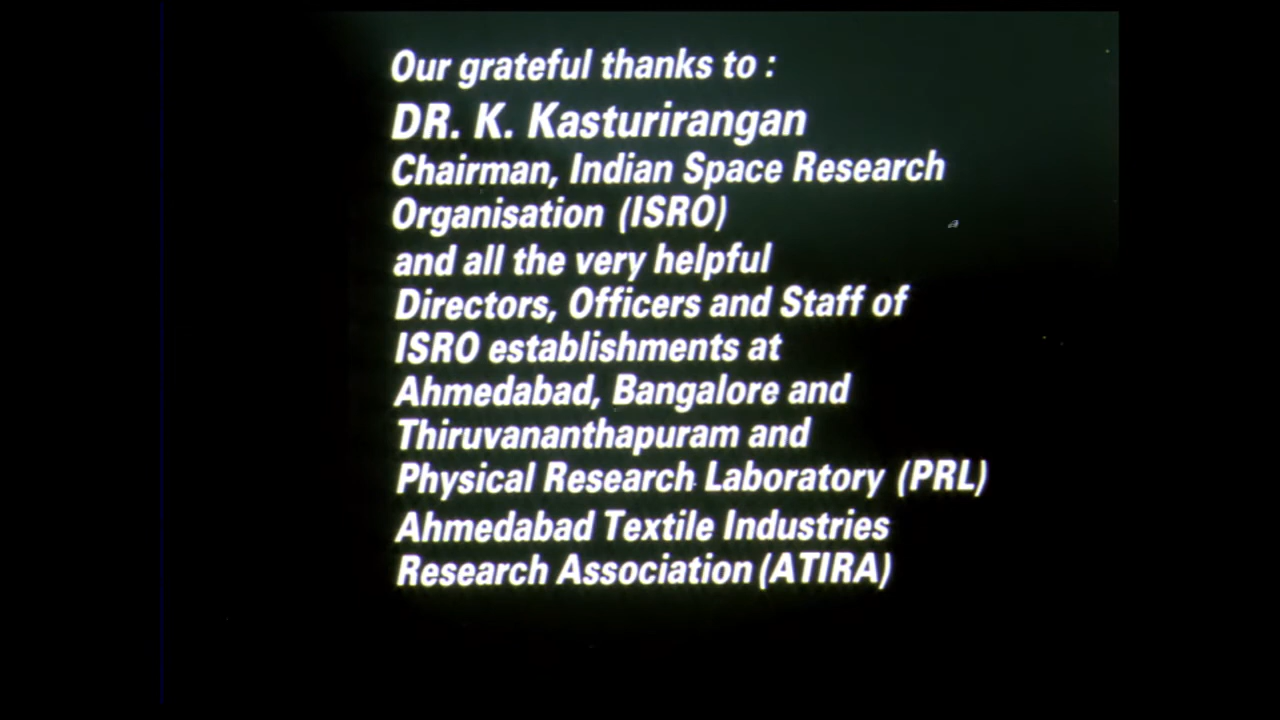 Our grateful thanks to :
DR. K. Kasturirangan
Chairman, Indian Space Research
Organisation (ISRO)
and all the very helpful
Directors, Officers and Staff of
ISRO establishments at
Ahmedabad, Bangalore and
Thiruvananthapuram and
Physical Research Laboratory (PRL)
Ahmedabad Textile Industries
Research Association (ATIRA)